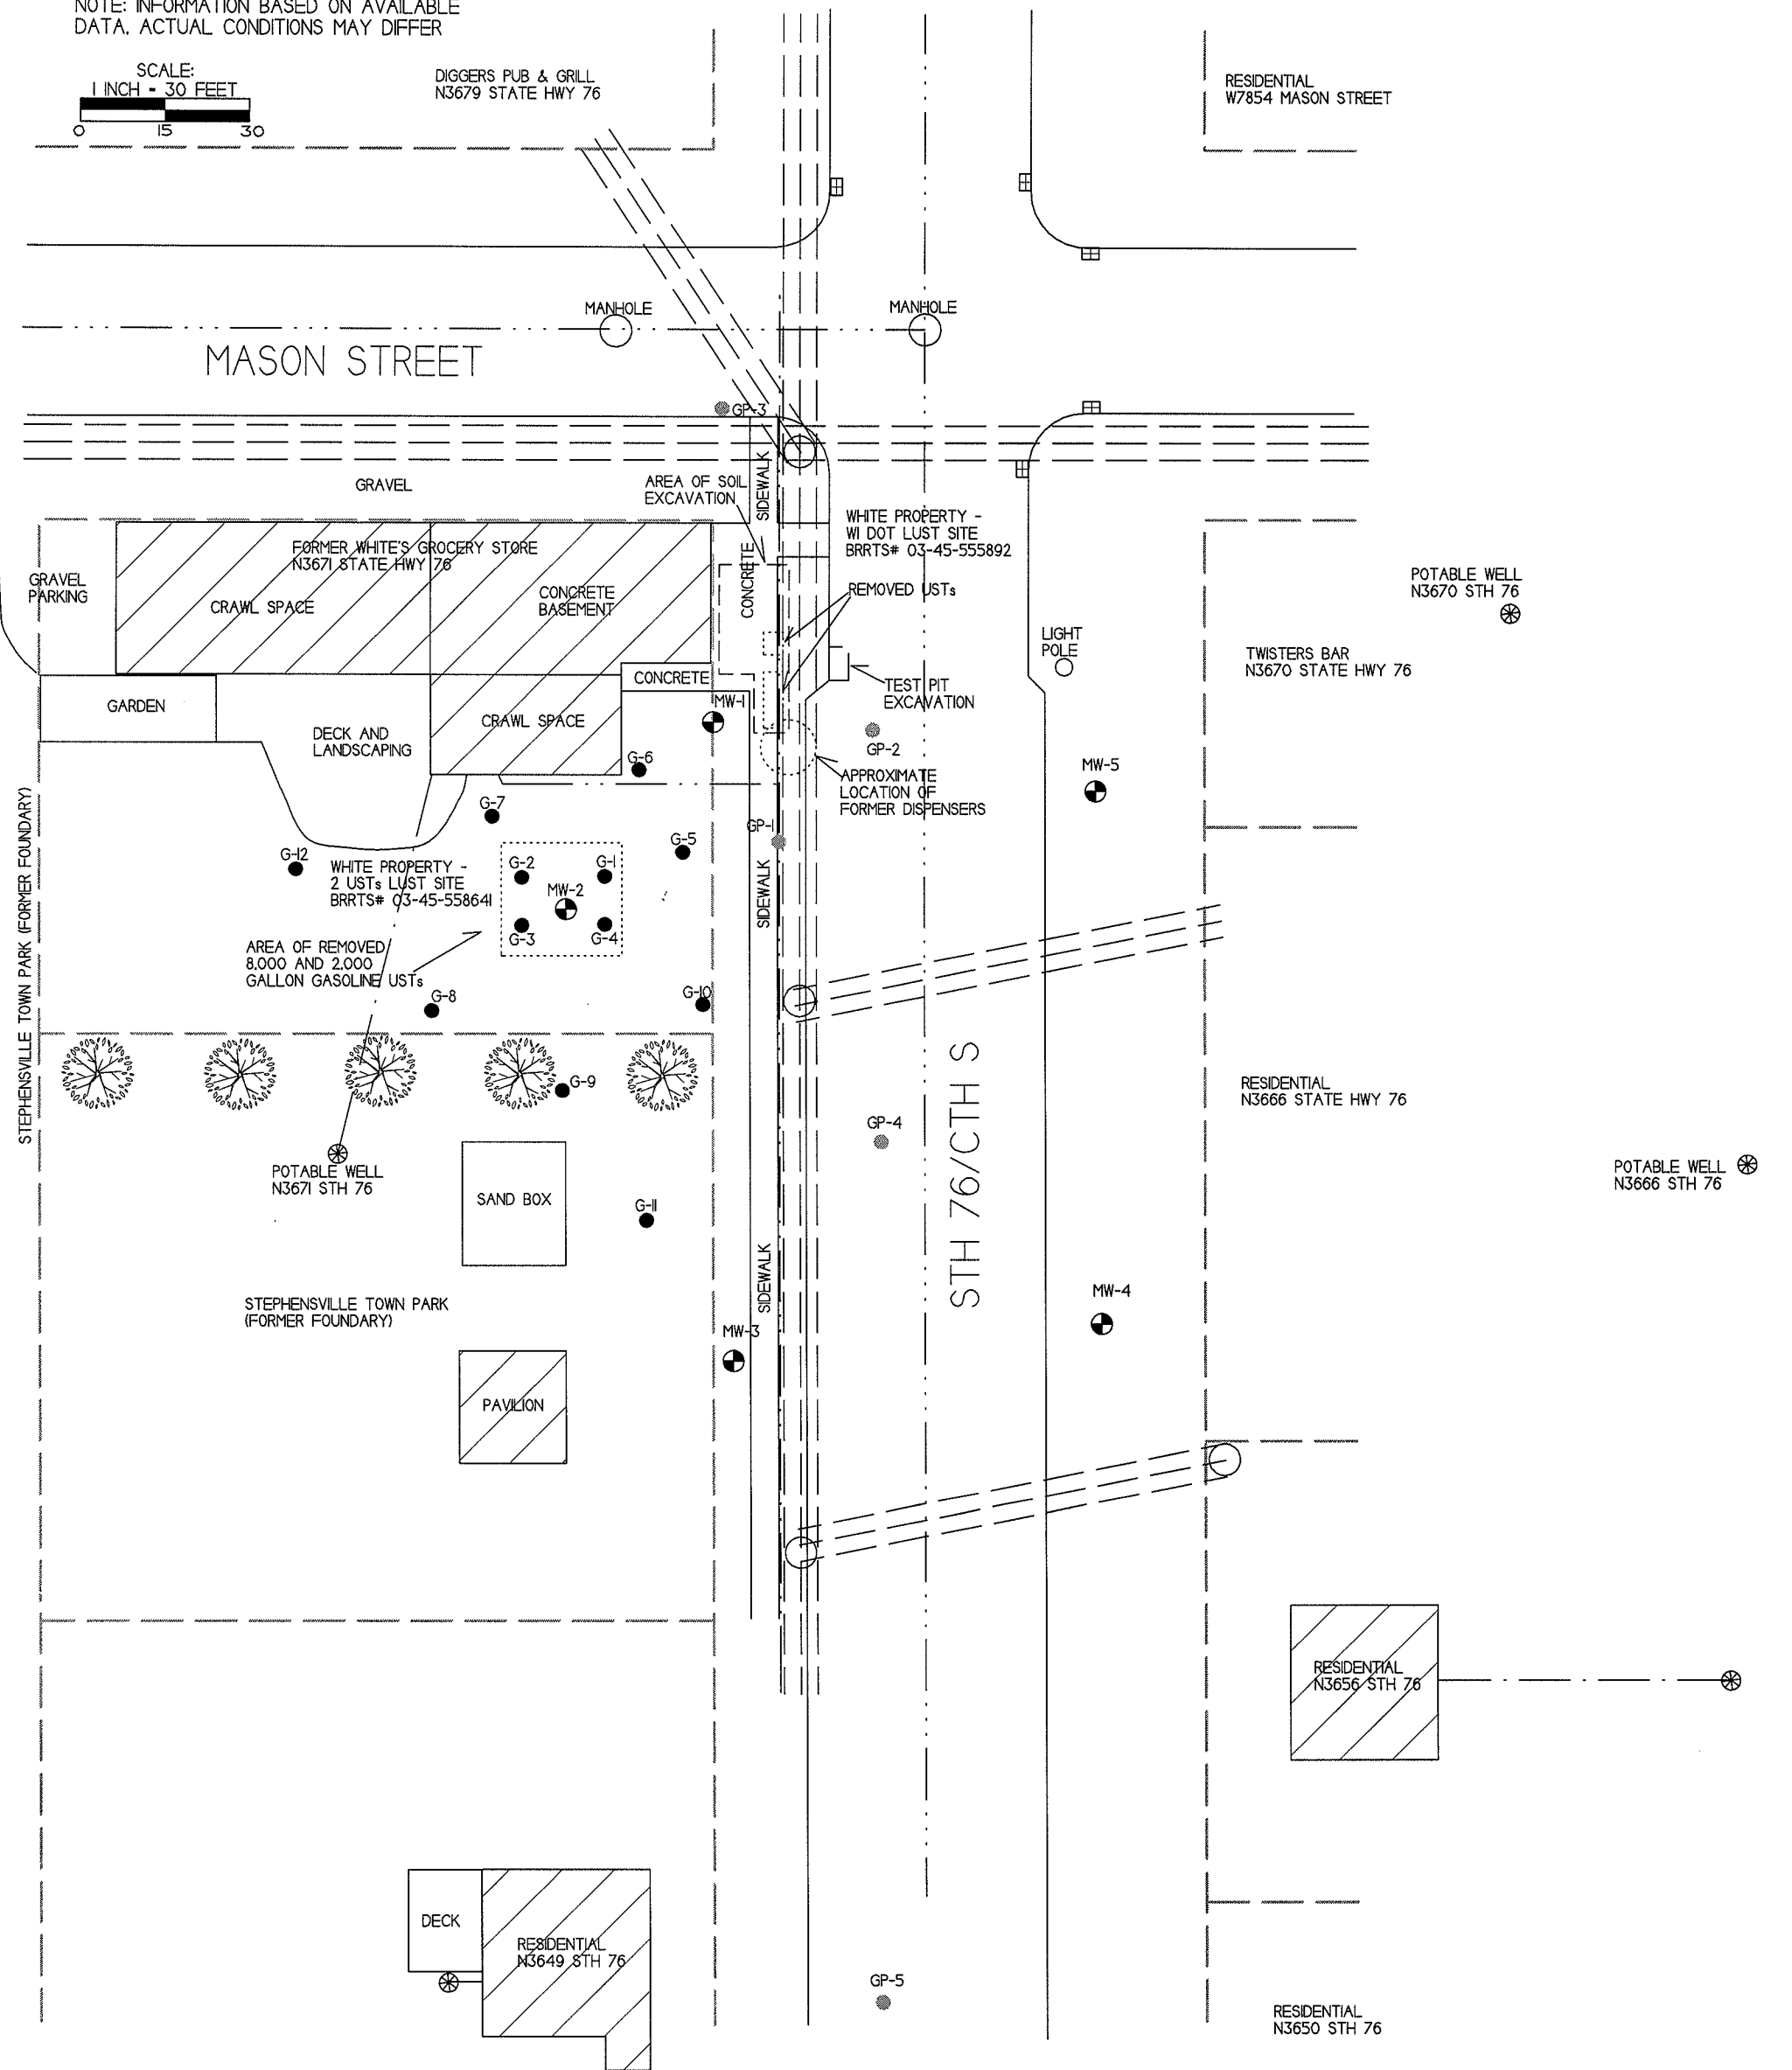 NOTE: INFORMATION BASED ON AVAILABLE
DATA. ACTUAL CONDITIONS MAY DIFFER
SCALE:
1 INCH = 30 FEET
0 15 30
DIGGERS PUB & GRILL
N3679 STATE HWY 76
RESIDENTIAL
W7854 MASON STREET
MANHOLE
MANHOLE
MASON STREET
GP-3
GRAVEL
AREA OF SOIL
EXCAVATION
SIDEWALK
WHITE PROPERTY -
WI DOT LUST SITE
BRRTS# 03-45-555892
FORMER WHITE'S GROCERY STORE
N3671 STATE HWY 76
GRAVEL
PARKING
CRAWL SPACE
CONCRETE
BASEMENT
CONCRETE
REMOVED USTs
POTABLE WELL
N3670 STH 76
LIGHT
POLE
TWISTERS BAR
N3670 STATE HWY 76
CONCRETE
TEST PIT
EXCAVATION
GARDEN
MW-1
DECK AND
LANDSCAPING
CRAWL SPACE
GP-2
G-6
MW-5
APPROXIMATE
LOCATION OF
FORMER DISPENSERS
G-7
GP-1
G-5
G-12
WHITE PROPERTY -
2 USTs LUST SITE
BRRTS# 03-45-558641
G-2
G-1
MW-2
G-3
G-4
SIDEWALK
AREA OF REMOVED
8,000 AND 2,000
GALLON GASOLINE USTs
G-8
G-10
STEPHENSVILLE TOWN PARK (FORMER FOUNDARY)
G-9
RESIDENTIAL
N3666 STATE HWY 76
GP-4
STH 76/CTH S
POTABLE WELL
N3671 STH 76
SAND BOX
POTABLE WELL
N3666 STH 76
G-11
SIDEWALK
STEPHENSVILLE TOWN PARK
(FORMER FOUNDARY)
MW-4
MW-3
PAVILION
RESIDENTIAL
N3656 STH 76
DECK
RESIDENTIAL
N3649 STH 76
GP-5
RESIDENTIAL
N3650 STH 76